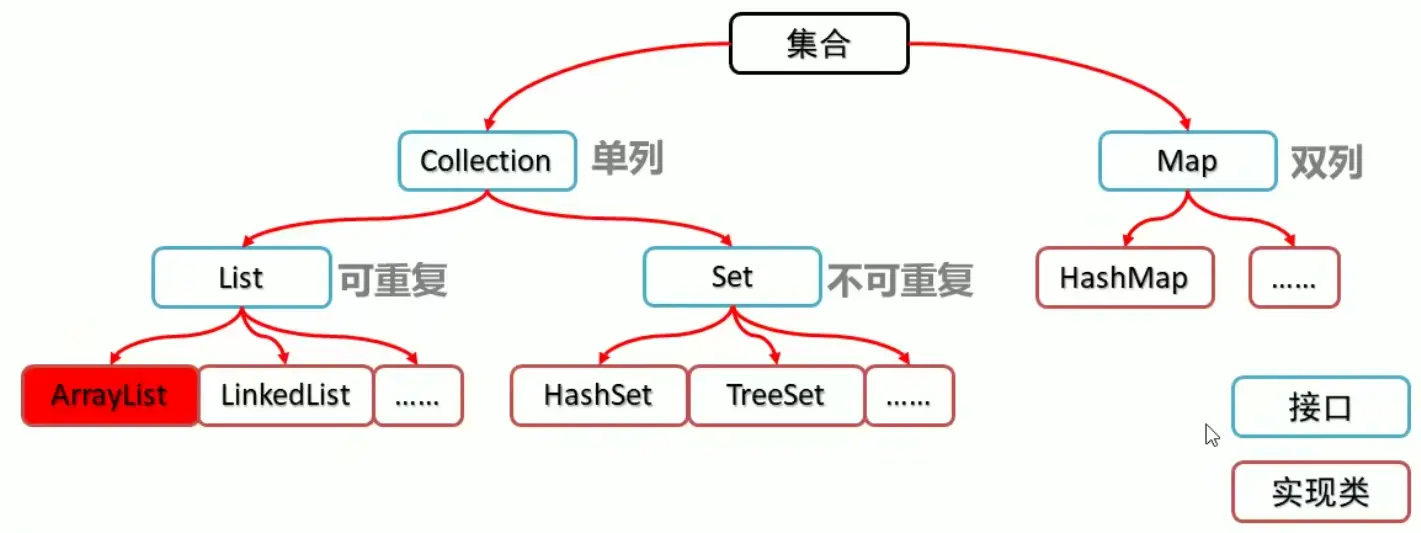 集合
Collection 单列
Map 双列
List 可重复
Set 不可重复
HashMap
......
ArrayList
LinkedList
......
HashSet
TreeSet
......
接口
实现类